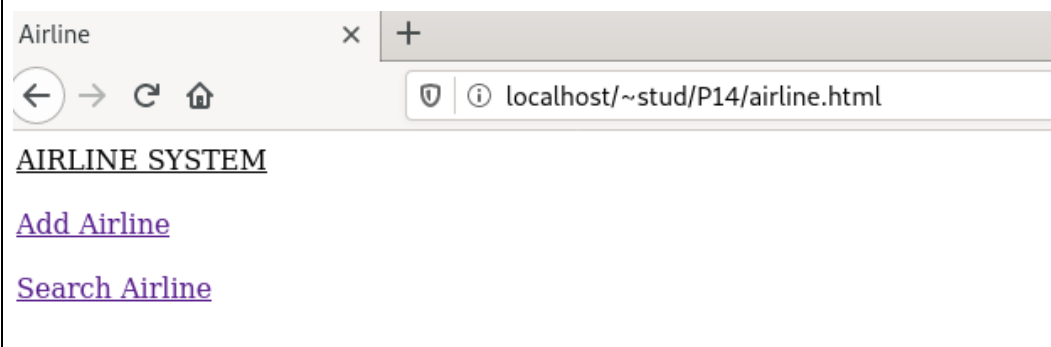 Airline
localhost/~stud/P14/airline.html
AIRLINE SYSTEM
Add Airline
Search Airline